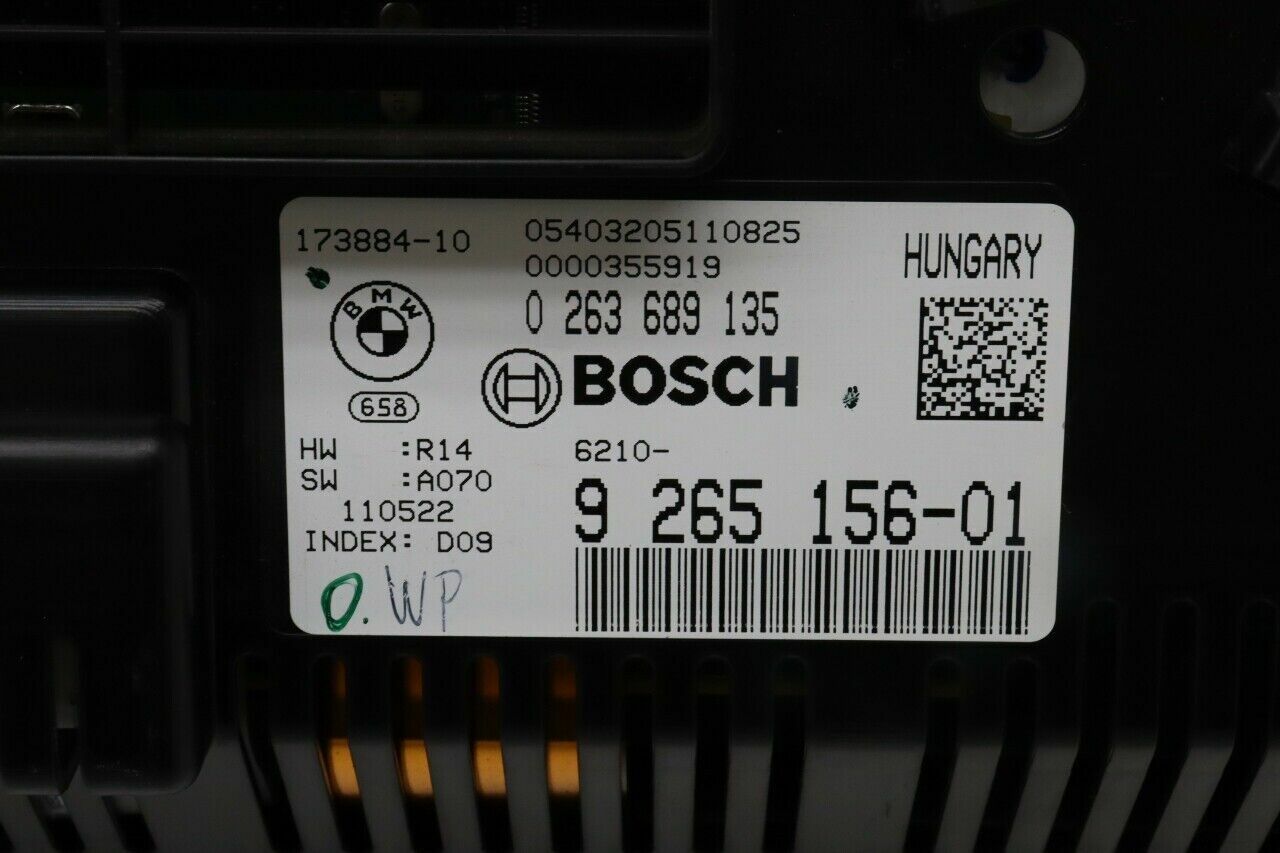 173884-10
05403205110825
0000355919
HUNGARY
0 263 689 135
BMW
BOSCH
658
HW :R14
SW :A070
110522
INDEX: D09
6210-
9 265 156-01
O. WP